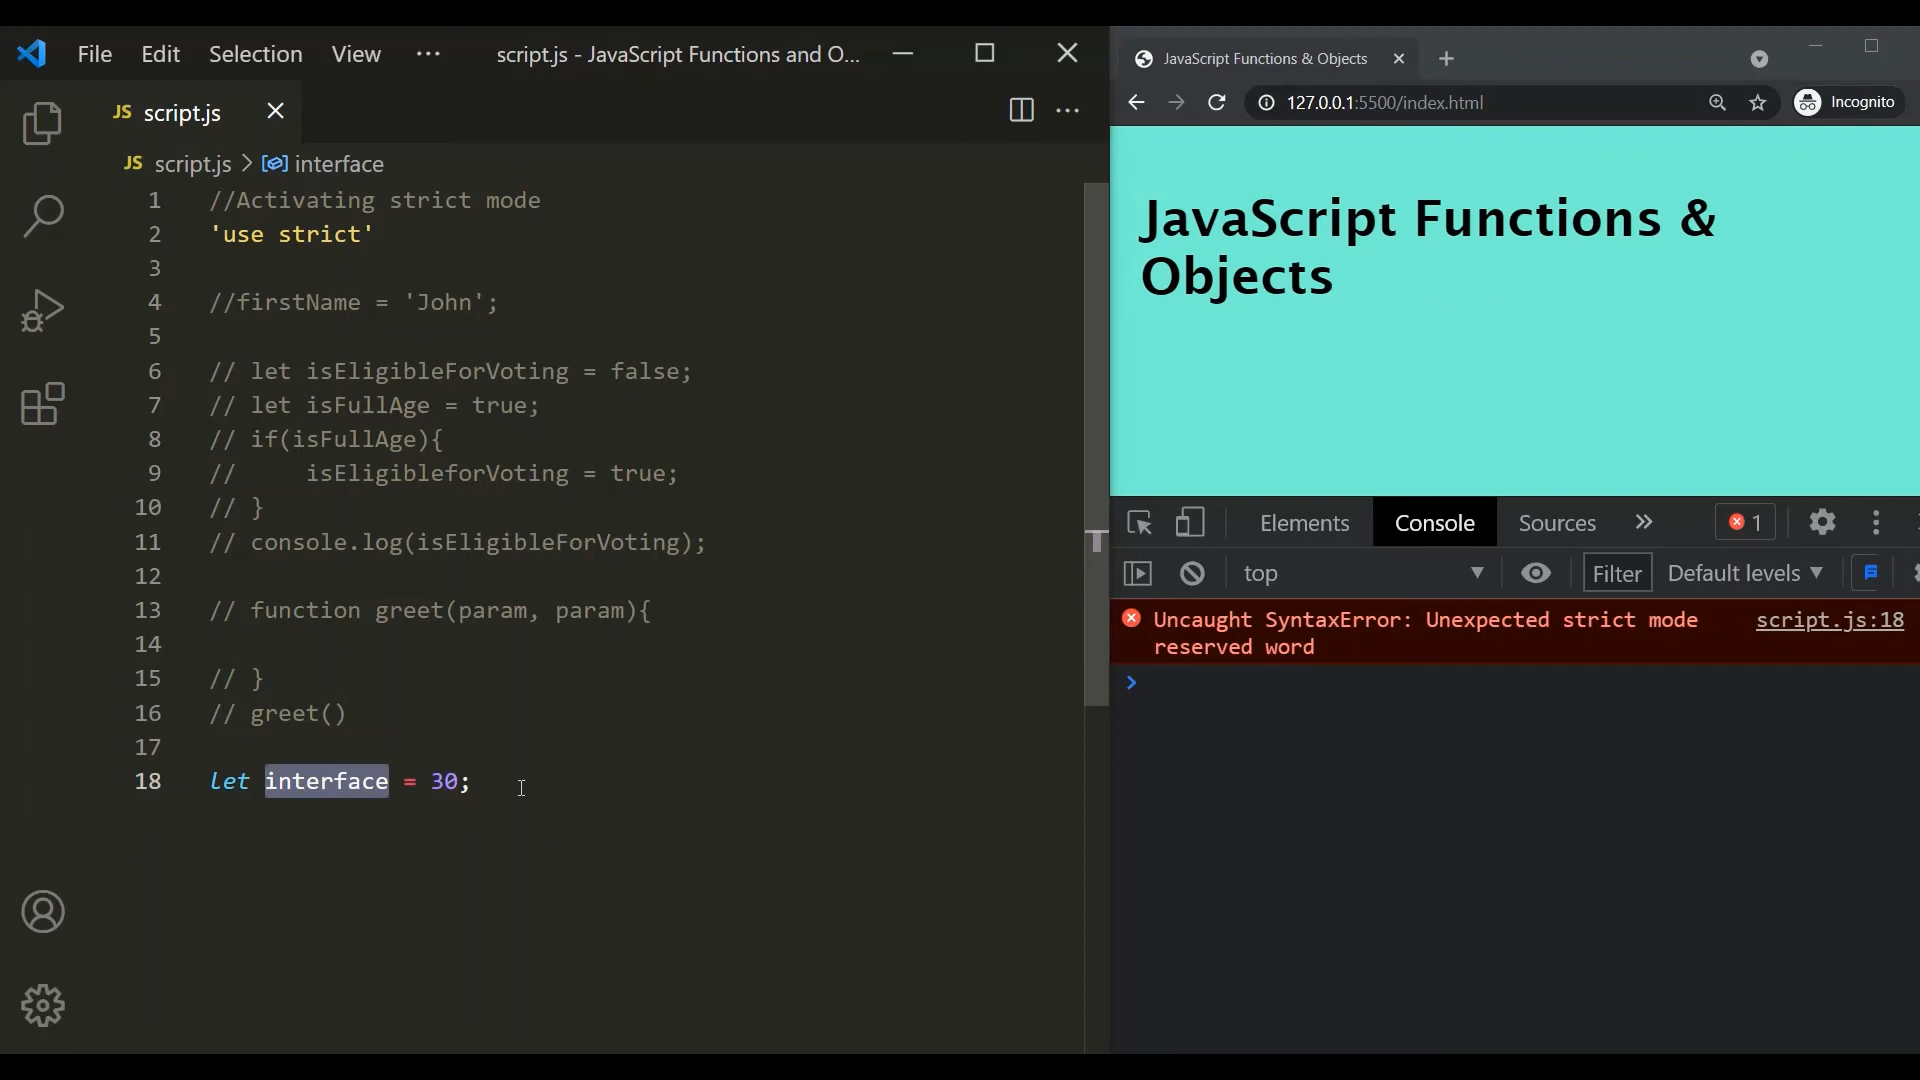 File Edit Selection View ··· script.js - JavaScript Functions and O...
JS script.js
JS script.js > interface
1 //Activating strict mode
2 'use strict'
3
4 //firstName = 'John';
5
6 // let isEligibleForVoting = false;
7 // let isFullAge = true;
8 // if(isFullAge){
9 //     isEligibleforVoting = true;
10 // }
11 // console.log(isEligibleForVoting);
12
13 // function greet(param, param){
14
15 // }
16 // greet()
17
18 let interface = 30;
JavaScript Functions & Objects
127.0.0.1:5500/index.html Incognito
JavaScript Functions &
Objects
Elements Console Sources » 1
top Filter Default levels
Uncaught SyntaxError: Unexpected strict mode script.js:18
reserved word
>